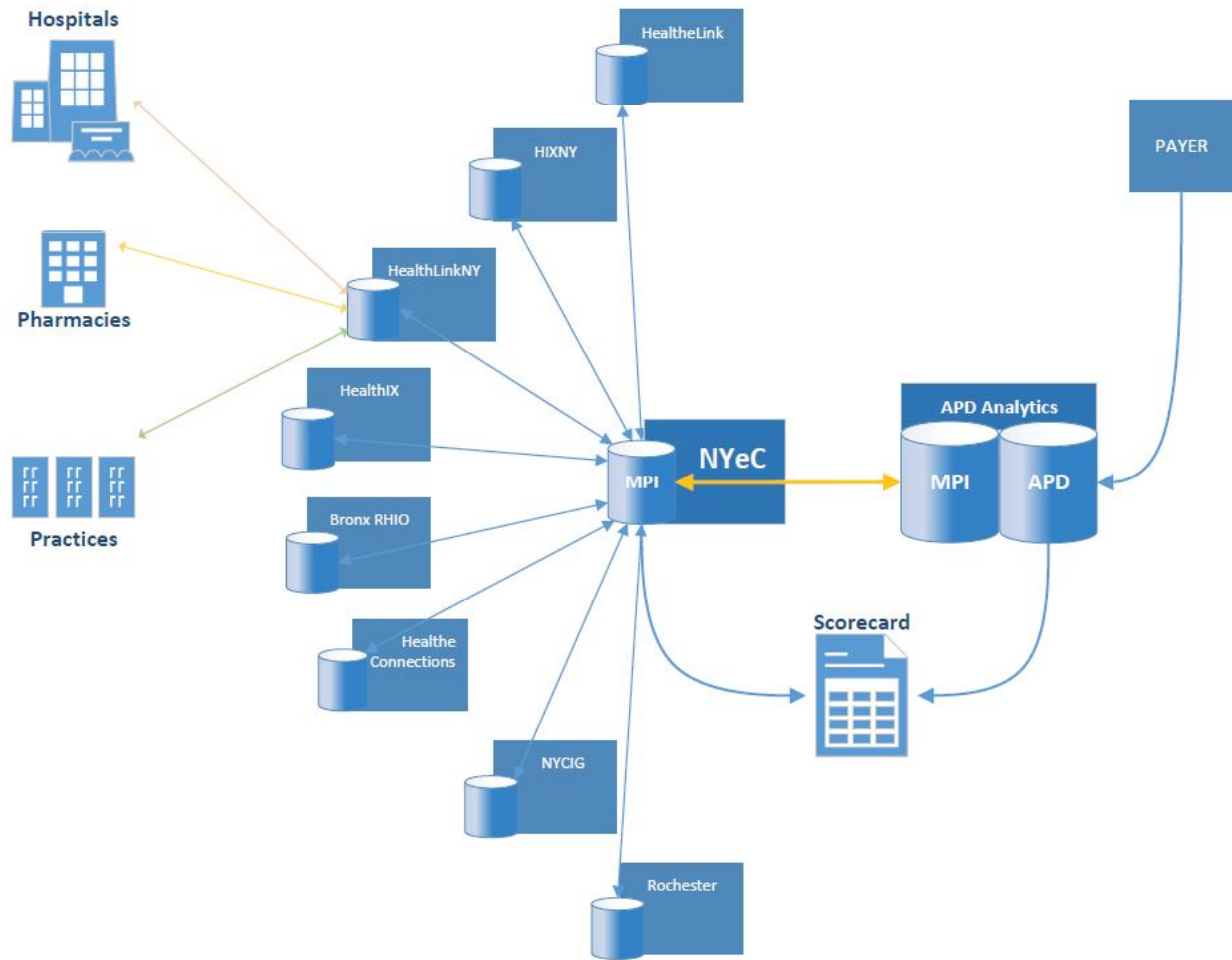 Hospitals
HealtheLink
PAYER
HIXNY
HealthLinkNY
Pharmacies
HealthIX
APD Analytics
NYeC
MPI
MPI
APD
Bronx RHIO
Practices
Healthe
Connections
Scorecard
NYCIG
Rochester